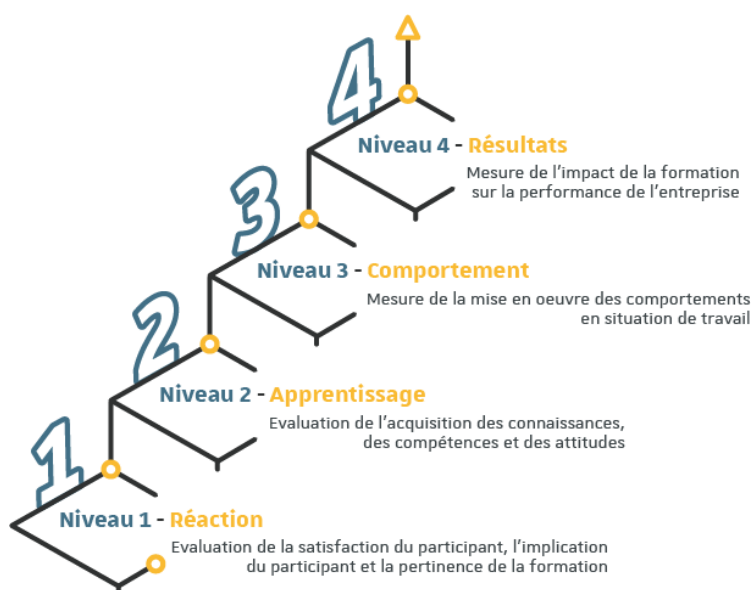 4
Niveau 4 - Résultats
Mesure de l'impact de la formation
sur la performance de l'entreprise
3
Niveau 3 - Comportement
Mesure de la mise en oeuvre des comportements
en situation de travail
2
Niveau 2 - Apprentissage
Evaluation de l'acquisition des connaissances,
des compétences et des attitudes
1
Niveau 1 - Réaction
Evaluation de la satisfaction du participant, l'implication
du participant et la pertinence de la formation